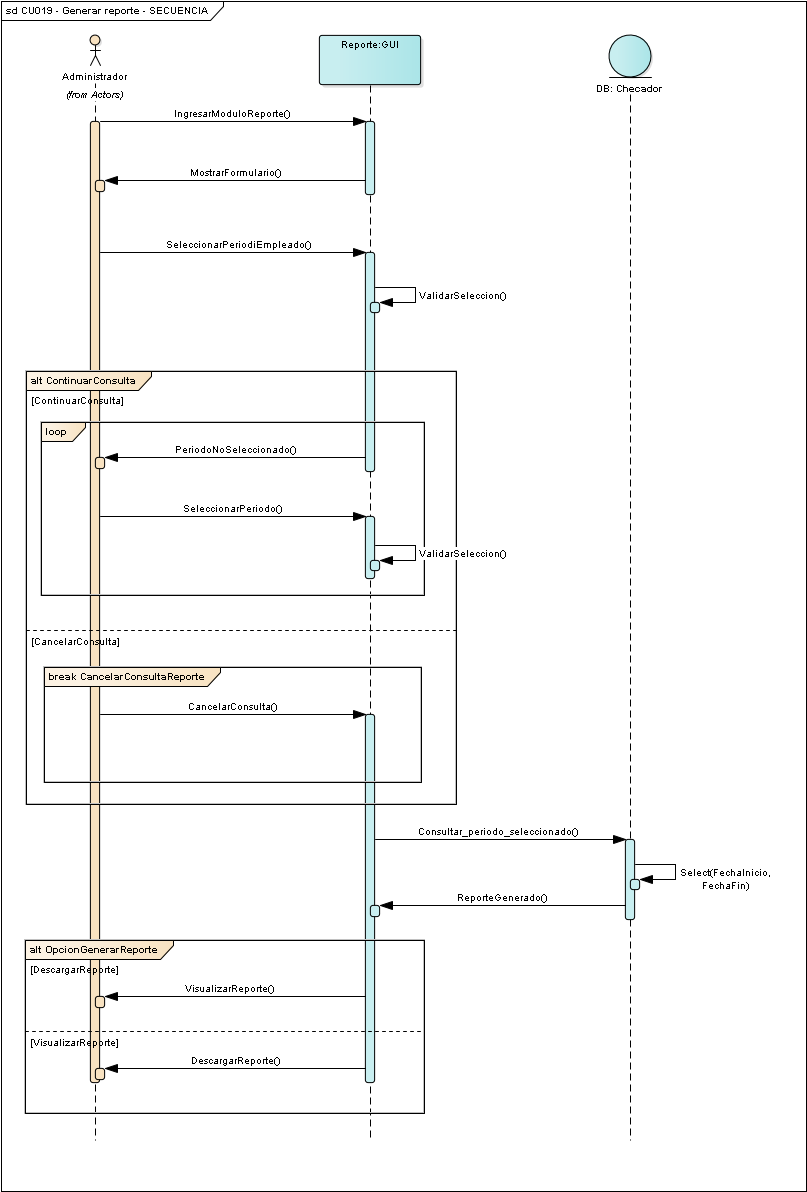 sd CU019 - Generar reporte - SECUENCIA
Reporte:GUI
Administrador
(from Actors)
DB: Checador
IngresarModuloReporte()
MostrarFormulario()
SeleccionarPeriodiEmpleado()
ValidarSeleccion()
alt ContinuarConsulta
[ContinuarConsulta]
loop
PeriodoNoSeleccionado()
SeleccionarPeriodo()
ValidarSeleccion()
[CancelarConsulta]
break CancelarConsultaReporte
CancelarConsulta()
Consultar_periodo_seleccionado()
Select(FechaInicio,
FechaFin)
ReporteGenerado()
alt OpcionGenerarReporte
[DescargarReporte]
VisualizarReporte()
[VisualizarReporte]
DescargarReporte()